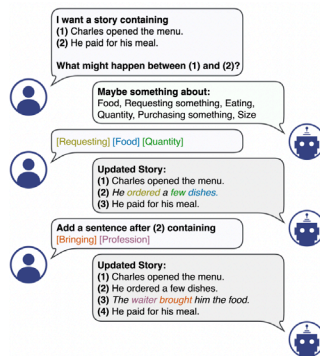 I want a story containing
(1) Charles opened the menu.
(2) He paid for his meal.
What might happen between (1) and (2)?
Maybe something about:
Food, Requesting something, Eating,
Quantity, Purchasing something, Size
[Requesting] [Food] [Quantity]
Updated Story:
(1) Charles opened the menu.
(2) He ordered a few dishes.
(3) He paid for his meal.
Add a sentence after (2) containing
[Bringing] [Profession]
Updated Story:
(1) Charles opened the menu.
(2) He ordered a few dishes.
(3) The waiter brought him the food.
(4) He paid for his meal.